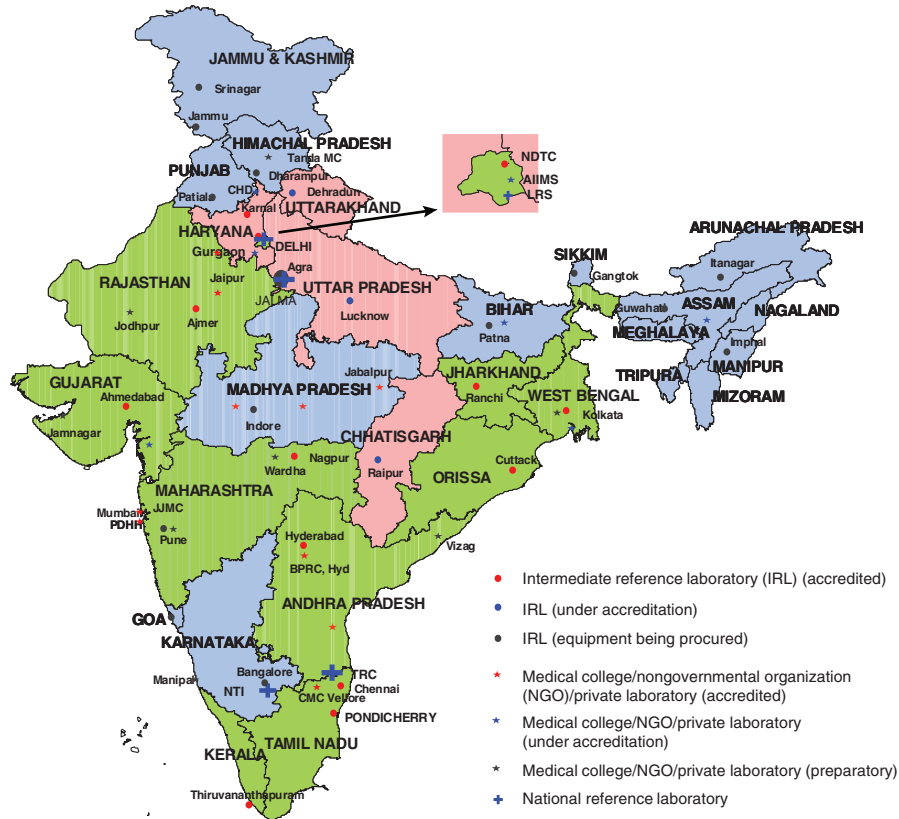 JAMMU & KASHMIR
Srinagar
Jammu
HIMACHAL PRADESH
Tanda MC
PUNJAB
Dharampur
CHD
Dehradun
Patiala
Karnal
UTTARAKHAND
HARYANA
DELHI
Gurgaon
NDTC
AIIMS
LRS
RAJASTHAN
Jaipur
Agra
JALMA
UTTAR PRADESH
Lucknow
Jodhpur
Ajmer
ARUNACHAL PRADESH
SIKKIM
Gangtok
Itanagar
BIHAR
Patna
Guwahati
ASSAM
NAGALAND
MEGHALAYA
Imphal
MANIPUR
TRIPURA
MIZORAM
GUJARAT
Ahmedabad
Jamnagar
MADHYA PRADESH
Jabalpur
Indore
JHARKHAND
Ranchi
WEST BENGAL
Kolkata
CHHATISGARH
Raipur
Wardha
Nagpur
ORISSA
Cuttack
MAHARASHTRA
JJMC
Mumbai
PDHH
Pune
Hyderabad
BPRC, Hyd
Vizag
ANDHRA PRADESH
GOA
KARNATAKA
Manipal
Bangalore
NTI
TRC
Chennai
CMC Vellore
PONDICHERRY
TAMIL NADU
KERALA
Thiruvananthapuram
Intermediate reference laboratory (IRL) (accredited)
IRL (under accreditation)
IRL (equipment being procured)
Medical college/nongovernmental organization
(NGO)/private laboratory (accredited)
Medical college/NGO/private laboratory
(under accreditation)
Medical college/NGO/private laboratory (preparatory)
National reference laboratory